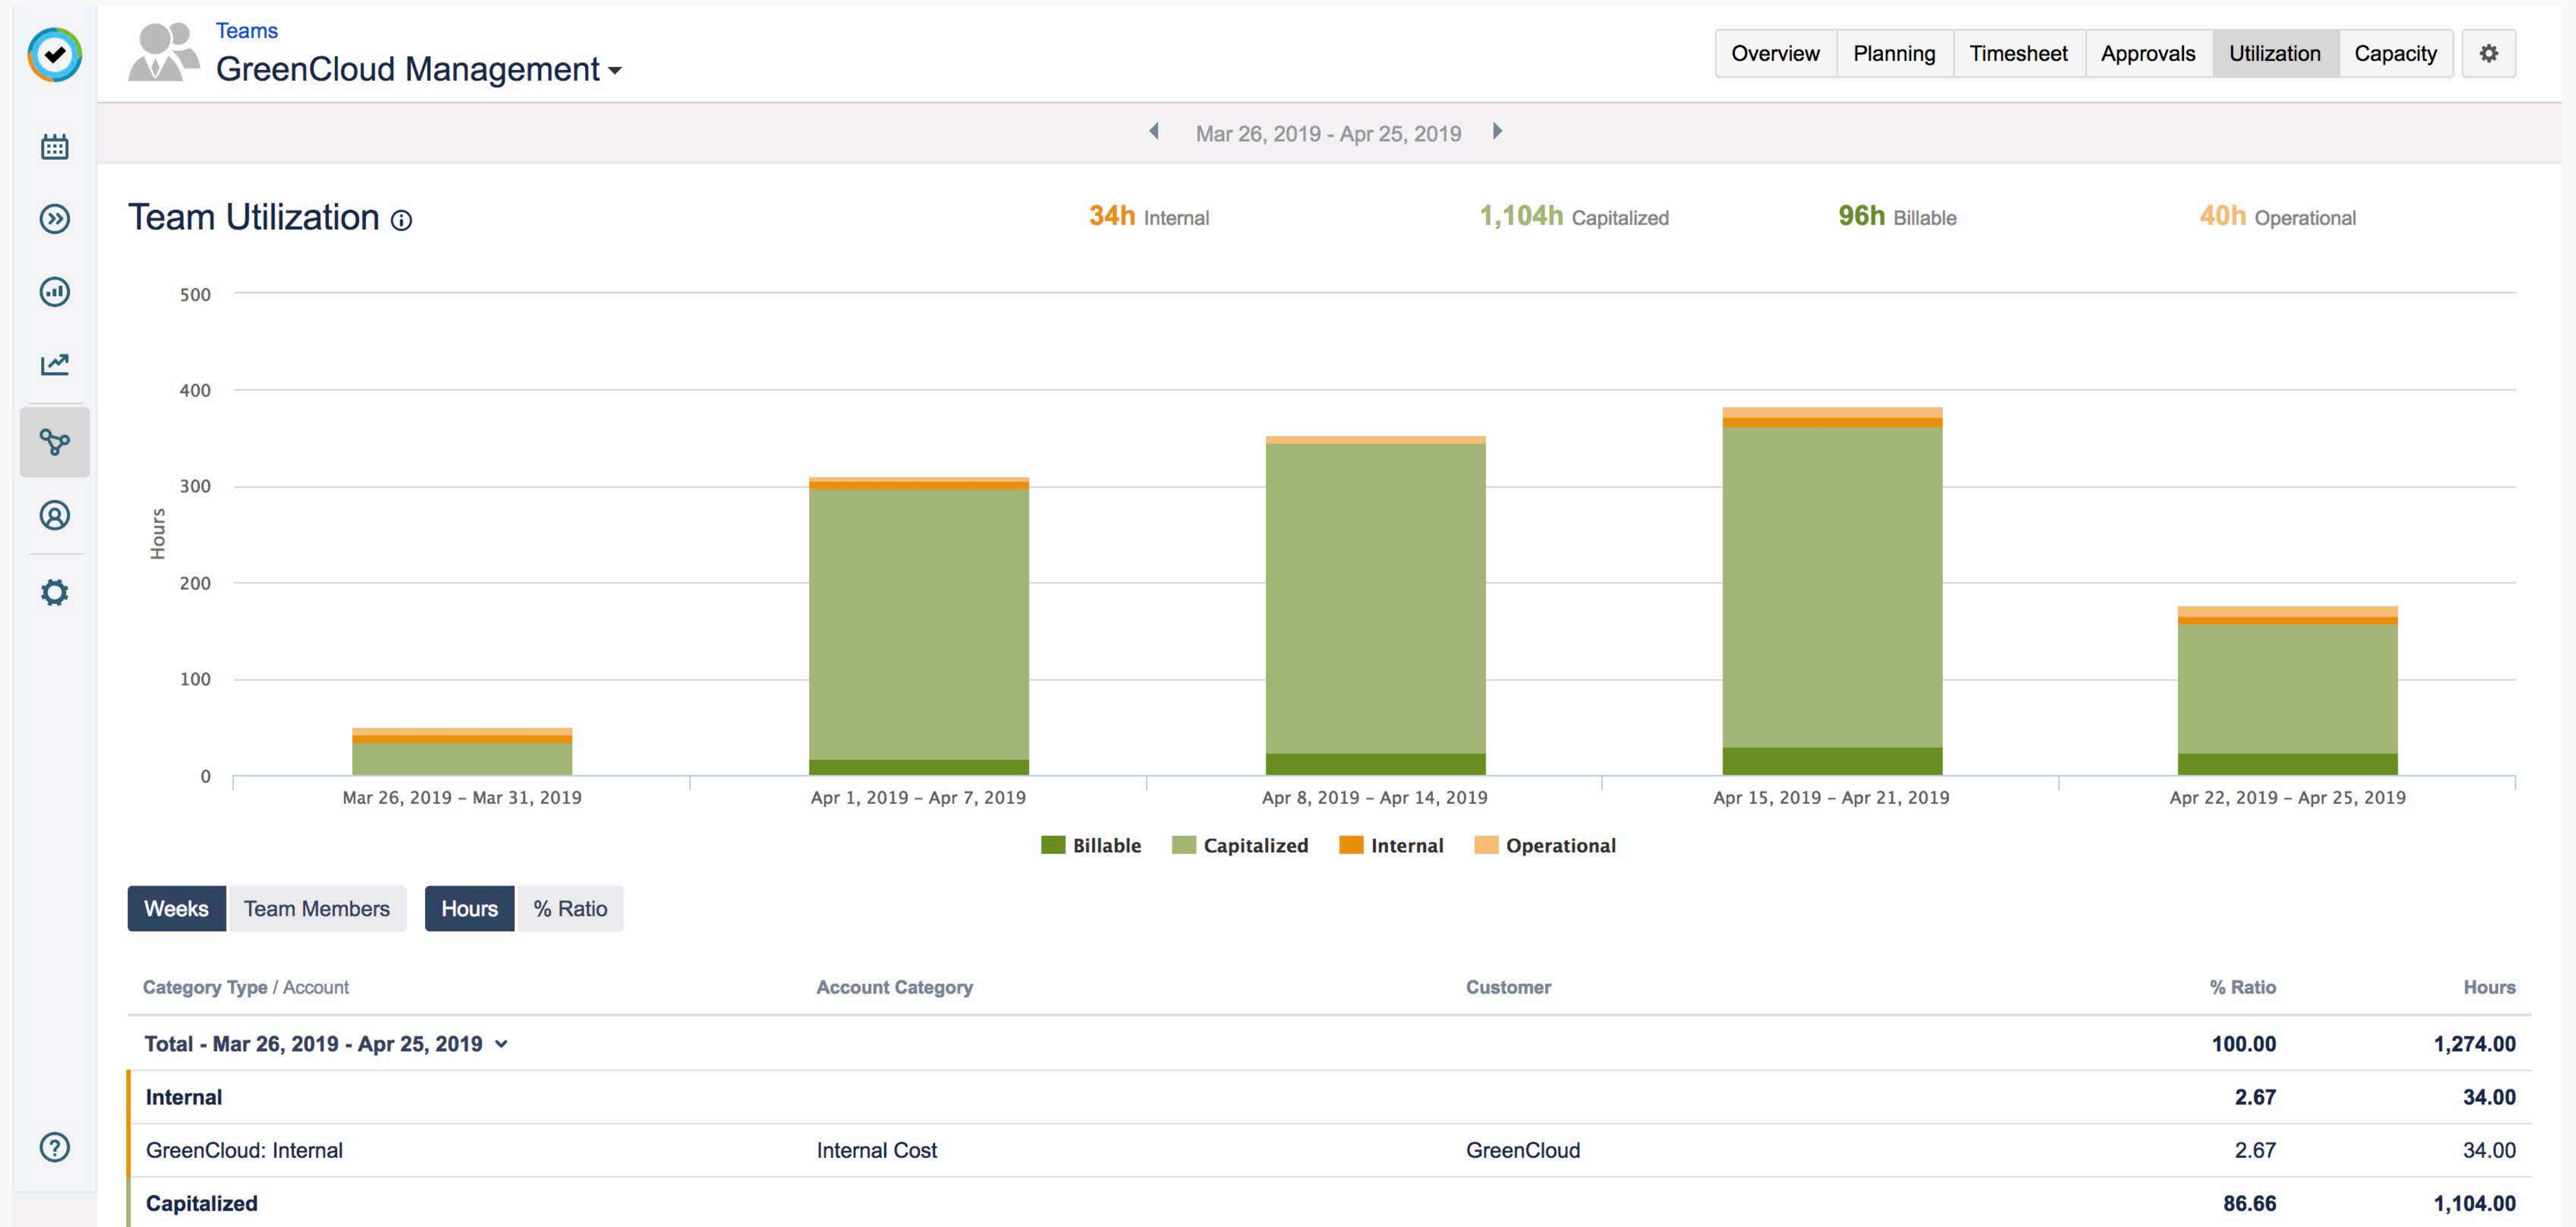 Teams
GreenCloud Management
Overview Planning Timesheet Approvals Utilization Capacity
Mar 26, 2019 - Apr 25, 2019
Team Utilization
34h Internal 1,104h Capitalized 96h Billable 40h Operational
500
400
300
200
100
0
Hours
Mar 26, 2019 – Mar 31, 2019 Apr 1, 2019 – Apr 7, 2019 Apr 8, 2019 – Apr 14, 2019 Apr 15, 2019 – Apr 21, 2019 Apr 22, 2019 – Apr 25, 2019
Billable Capitalized Internal Operational
Weeks Team Members Hours % Ratio
Category Type / Account Account Category Customer % Ratio Hours
Total - Mar 26, 2019 - Apr 25, 2019 100.00 1,274.00
Internal 2.67 34.00
GreenCloud: Internal Internal Cost GreenCloud 2.67 34.00
Capitalized 86.66 1,104.00